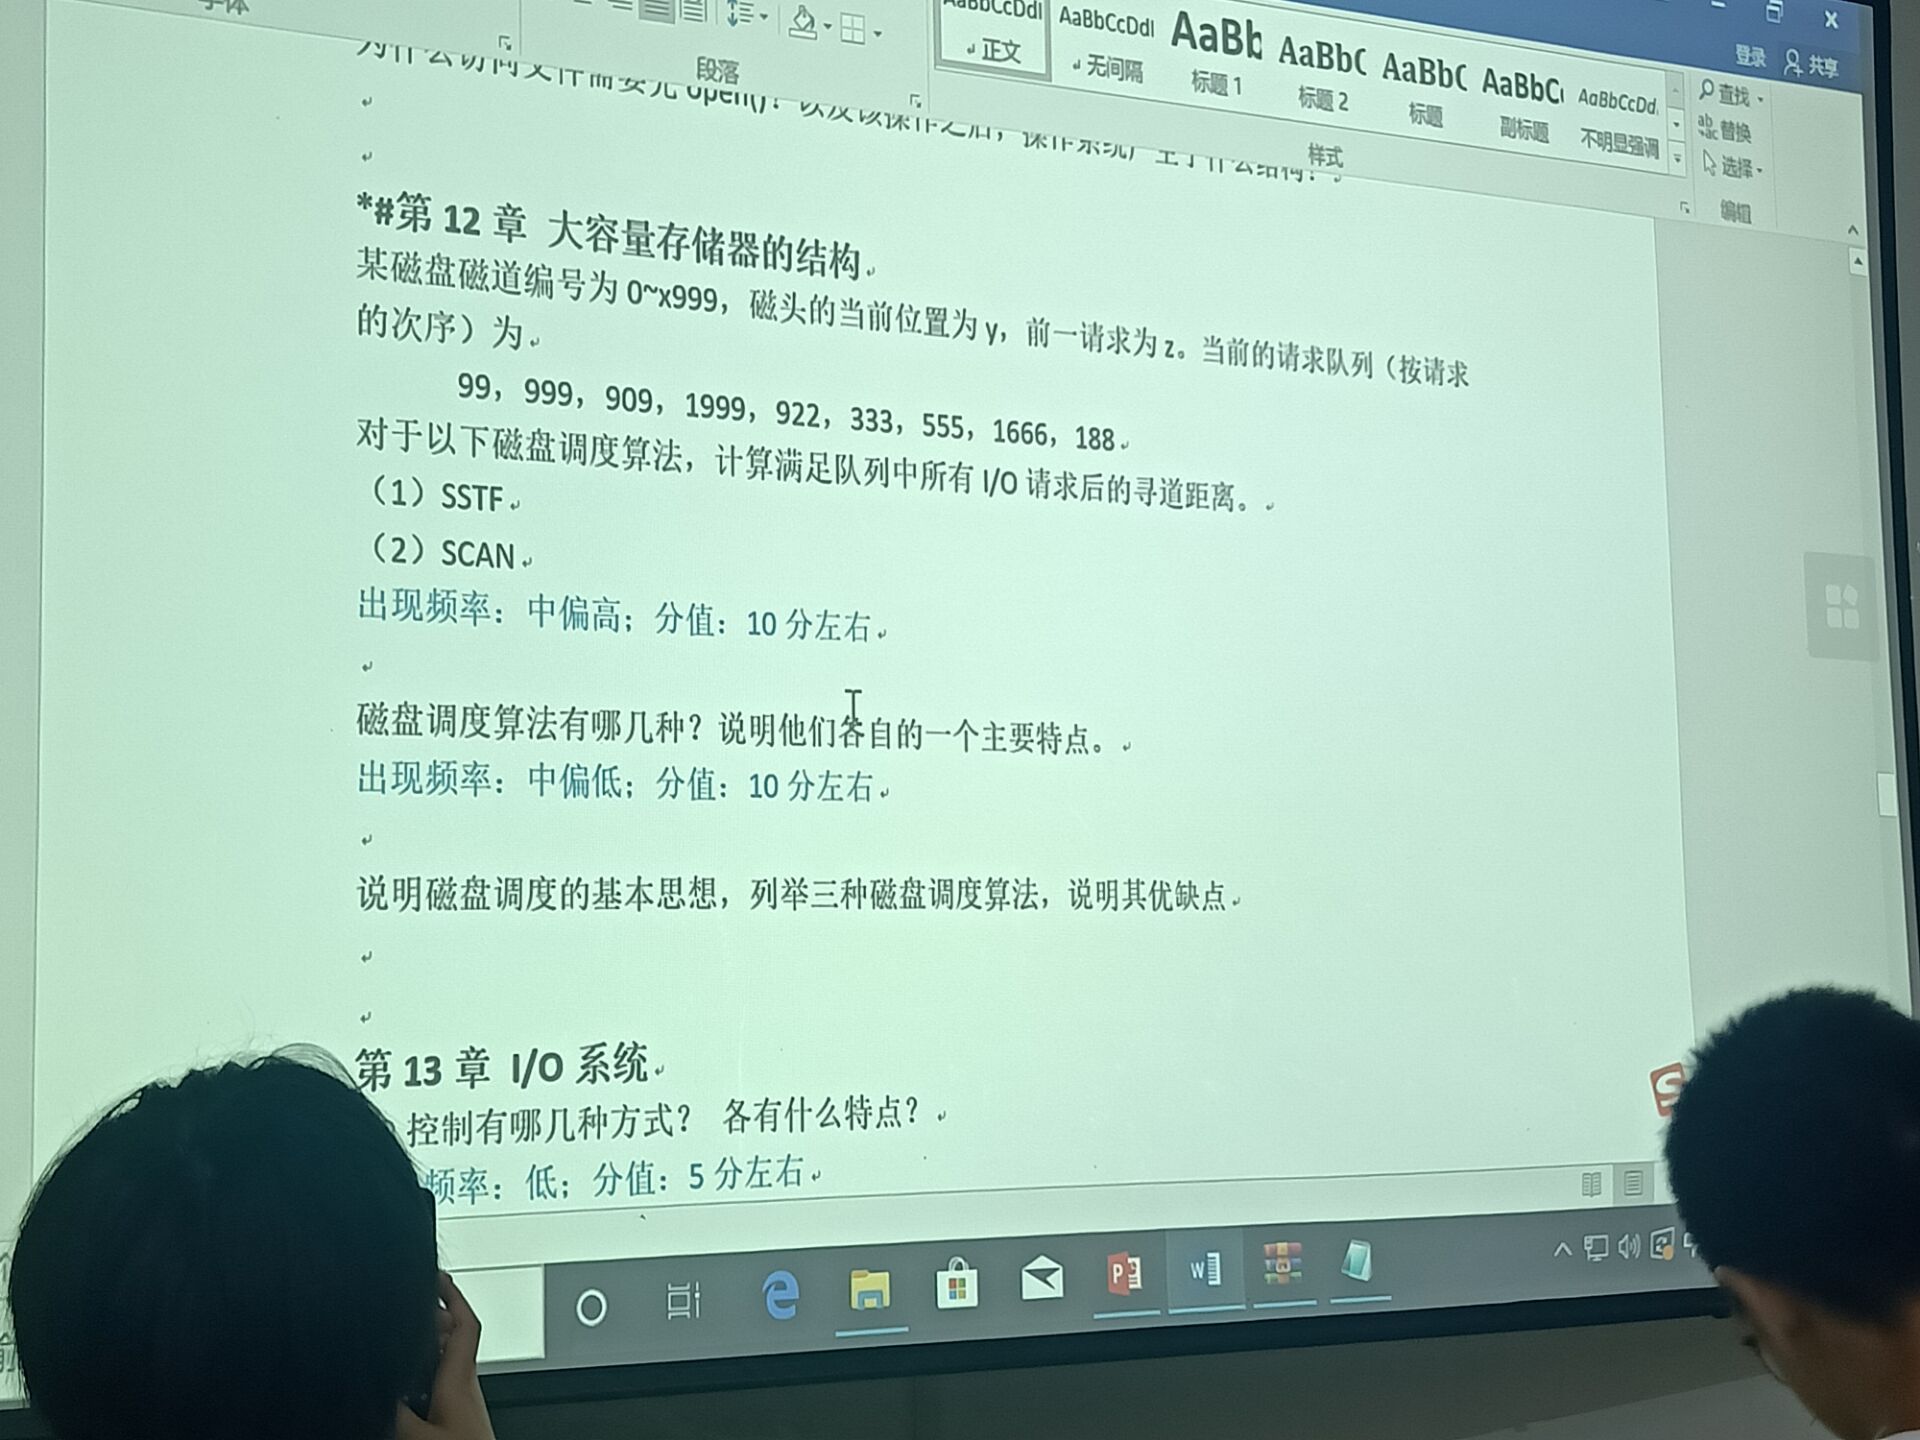 字体
段落
AaBbCcDdI AaBbCcDdI AaBb AaBbC AaBbC AaBbC AaBbCcDd
正文 无间隔 标题 1 标题 2 标题 副标题 不明显强调
样式
登录 共享
查找
替换
选择
编辑
为什么访问文件需要先 open()？以及该操作之后，操作系统产生了什么结构？
*#第 12 章 大容量存储器的结构
某磁盘磁道编号为 0~x999，磁头的当前位置为 y，前一请求为 z。当前的请求队列（按请求
的次序）为
99，999，909，1999，922，333，555，1666，188
对于以下磁盘调度算法，计算满足队列中所有 I/O 请求后的寻道距离。
（1）SSTF
（2）SCAN
出现频率：中偏高；分值：10 分左右
磁盘调度算法有哪几种？说明他们各自的一个主要特点。
出现频率：中偏低；分值：10 分左右
说明磁盘调度的基本思想，列举三种磁盘调度算法，说明其优缺点
第 13 章 I/O 系统
控制有哪几种方式？ 各有什么特点？
频率：低；分值：5 分左右